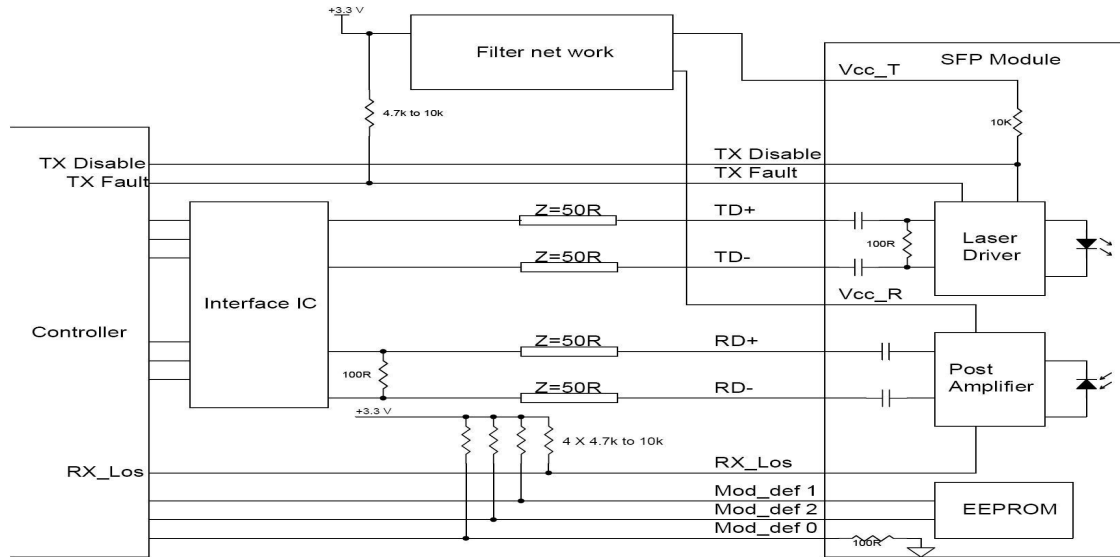 +3.3 V
Filter net work
SFP Module
Vcc_T
4.7k to 10k
10K
TX Disable
TX Disable
TX Fault
TX Fault
Z=50R
TD+
Laser
Driver
100R
Z=50R
TD-
Vcc_R
Interface IC
Controller
Z=50R
RD+
Post
Amplifier
100R
Z=50R
RD-
+3.3 V
4 X 4.7k to 10k
RX_Los
RX_Los
Mod_def 1
EEPROM
Mod_def 2
Mod_def 0
100R